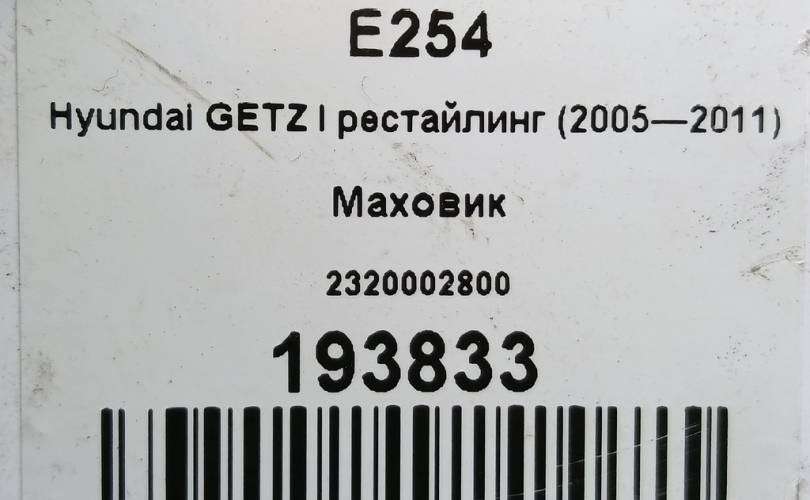 E254
Hyundai GETZ I рестайлинг (2005—2011)
Маховик
2320002800
193833